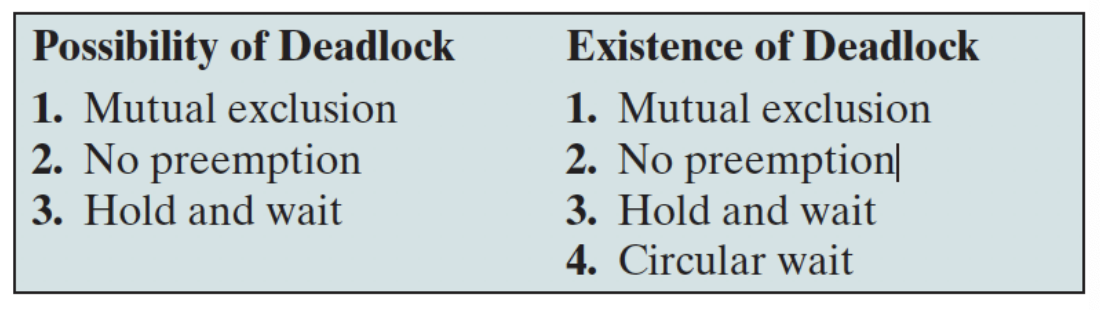 Possibility of Deadlock
1. Mutual exclusion
2. No preemption
3. Hold and wait
Existence of Deadlock
1. Mutual exclusion
2. No preemption
3. Hold and wait
4. Circular wait